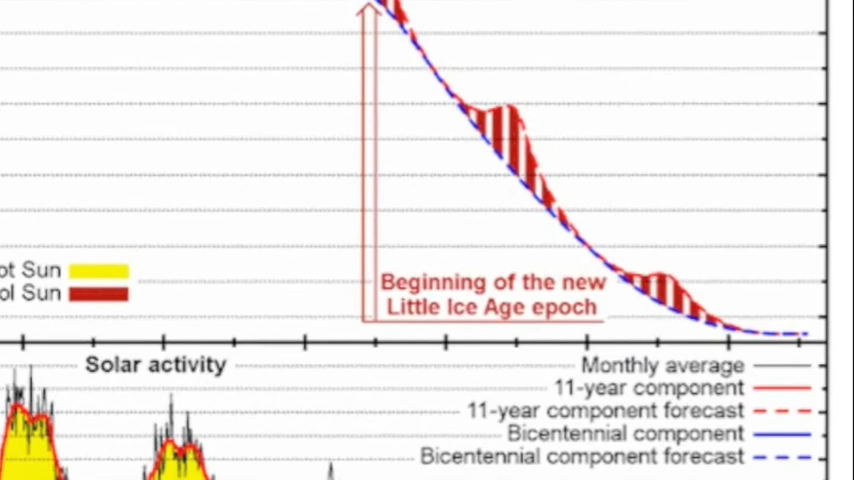 ot Sun
ol Sun
Beginning of the new
Little Ice Age epoch
Solar activity
Monthly average
11-year component
11-year component forecast
Bicentennial component
Bicentennial component forecast